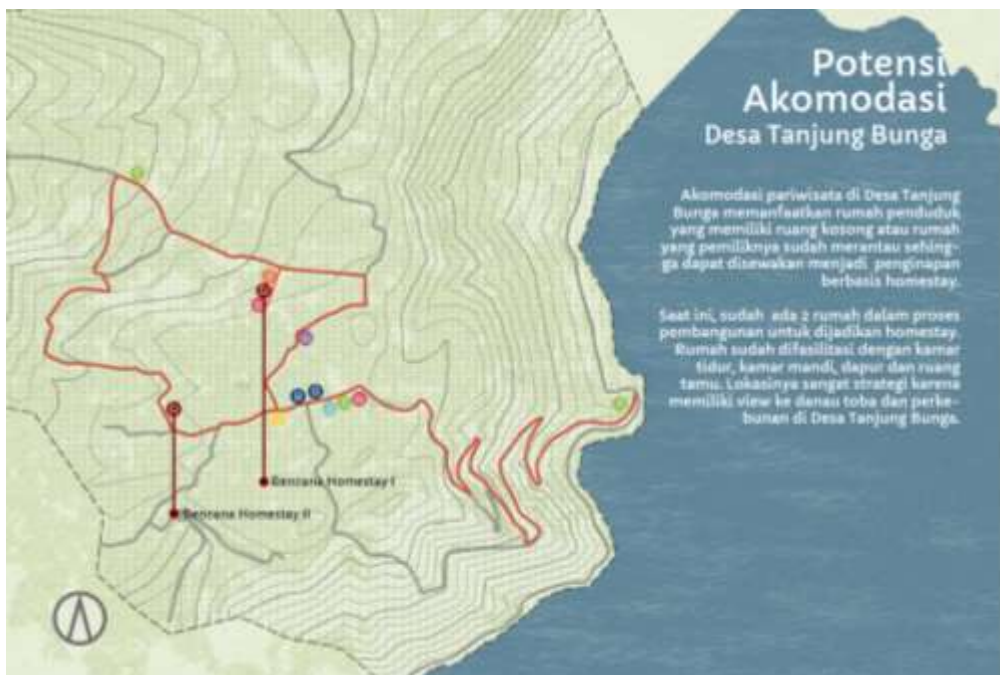 Potensi
Akomodasi
Desa Tanjung Bunga
Akomodasi pariwisata di Desa Tanjung
Bunga memanfaatkan rumah penduduk
yang memiliki ruang kosong atau rumah
yang pemiliknya sudah merantau sehing-
ga dapat disewakan menjadi penginapan
berbasis homestay.
Saat ini, sudah ada 2 rumah dalam proses
pembangunan untuk dijadikan homestay.
Rumah sudah difasilitasi dengan kamar
tidur, kamar mandi, dapur dan ruang
tamu. Lokasinya sangat strategi karena
memiliki view ke danau toba dan perke-
bunan di Desa Tanjung Bunga.
Rencana Homestay I
Rencana Homestay II